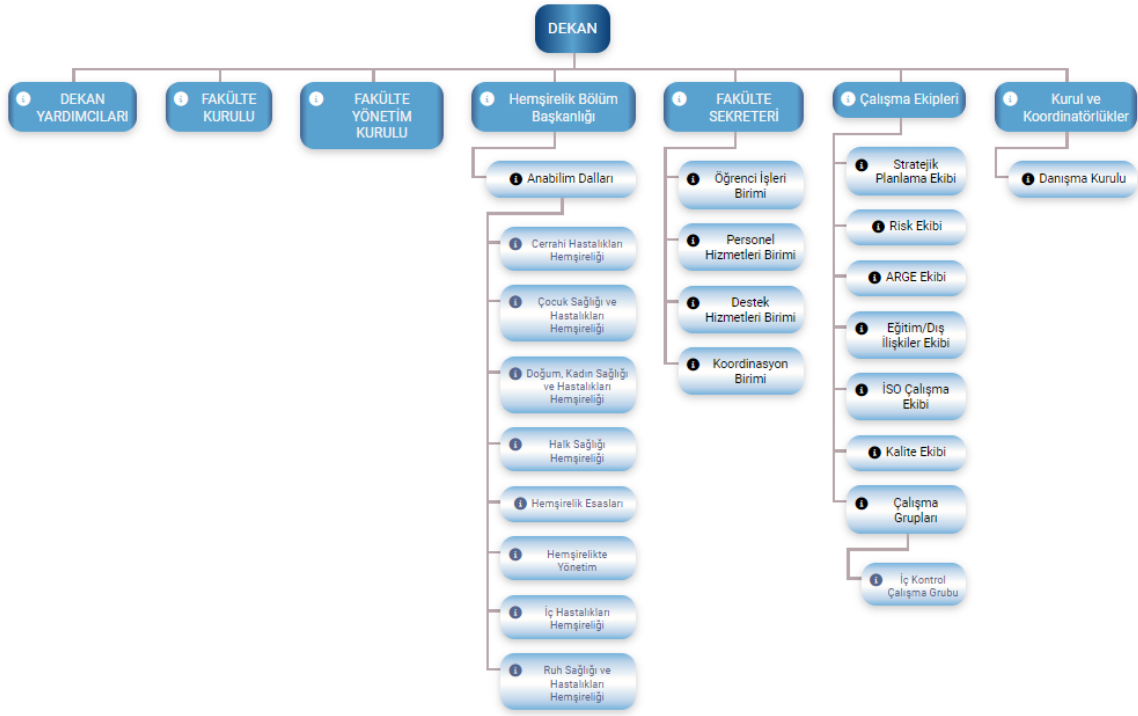 DEKAN
DEKAN
YARDIMCILARI
FAKÜLTE
KURULU
FAKÜLTE
YÖNETİM
KURULU
Hemşirelik Bölüm
Başkanlığı
Anabilim Dalları
Cerrahi Hastalıkları
Hemşireliği
Çocuk Sağlığı ve
Hastalıkları
Hemşireliği
Doğum, Kadın Sağlığı
ve Hastalıkları
Hemşireliği
Halk Sağlığı
Hemşireliği
Hemşirelik Esasları
Hemşirelikte
Yönetim
İç Hastalıkları
Hemşireliği
Ruh Sağlığı ve
Hastalıkları
Hemşireliği
FAKÜLTE
SEKRETERİ
Öğrenci İşleri
Birimi
Personel
Hizmetleri Birimi
Destek
Hizmetleri Birimi
Koordinasyon
Birimi
Çalışma Ekipleri
Stratejik
Planlama Ekibi
Risk Ekibi
ARGE Ekibi
Eğitim/Dış
İlişkiler Ekibi
İSO Çalışma
Ekibi
Kalite Ekibi
Çalışma
Grupları
İç Kontrol
Çalışma Grubu
Kurul ve
Koordinatörlükler
Danışma Kurulu